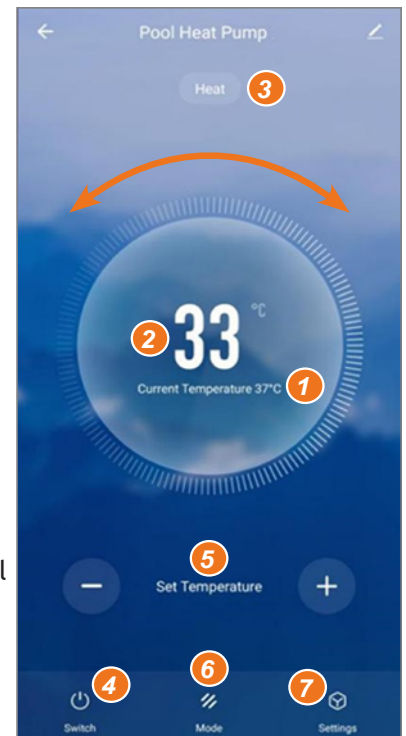 Pool Heat Pump
Heat 3
2 33 °C
Current Temperature 37°C 1
5
l
Set Temperature
4 6 7
Switch Mode Settings